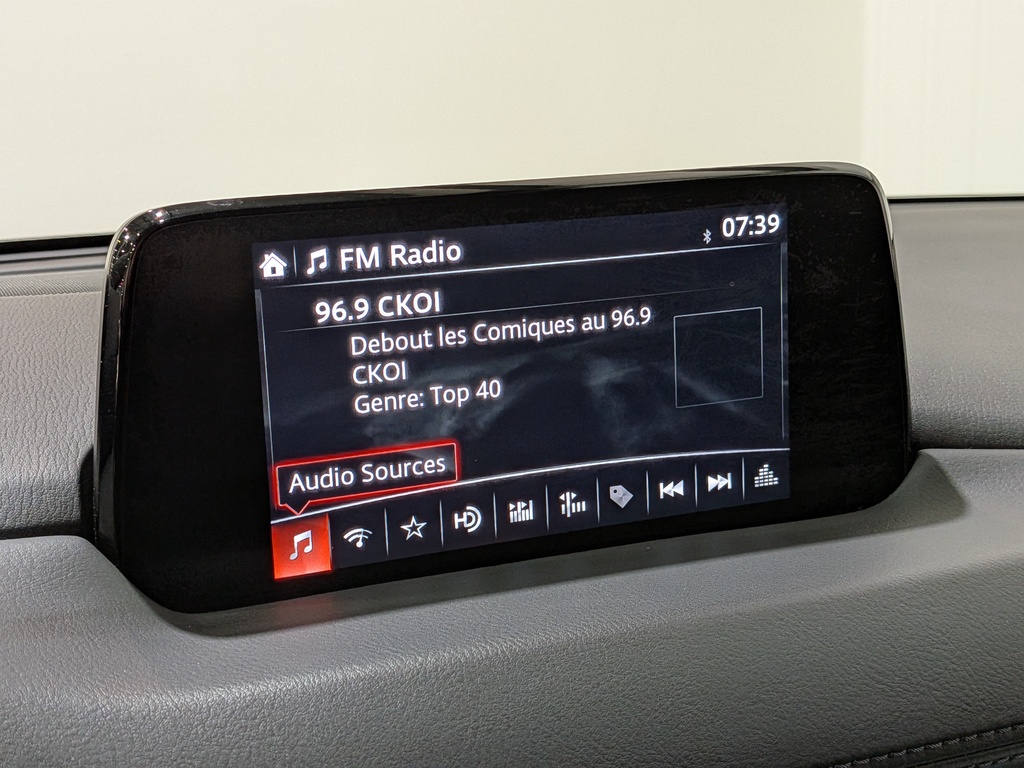 FM Radio
07:39
96.9 CKOI
Debout les Comiques au 96.9
CKOI
Genre: Top 40
Audio Sources
HD